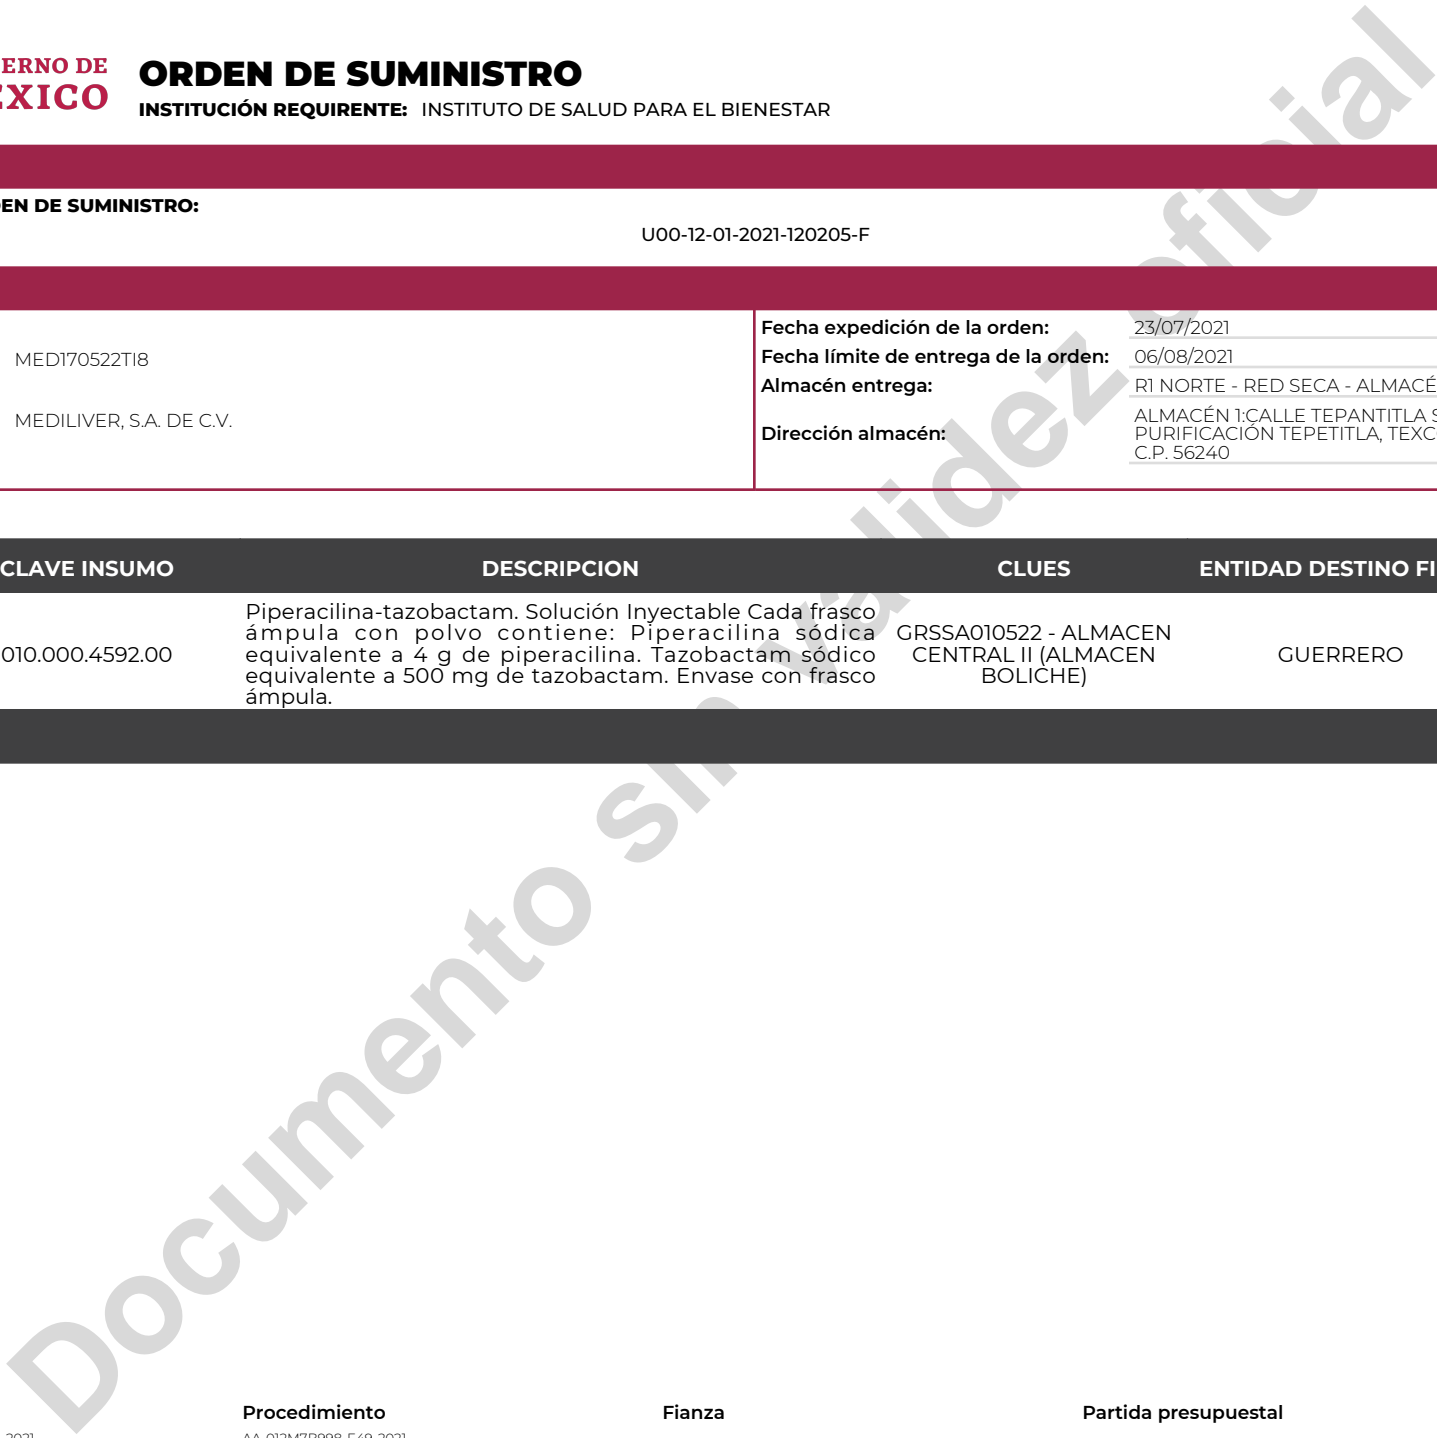 ERNO DE
EXICO
ORDEN DE SUMINISTRO
INSTITUCIÓN REQUIRENTE: INSTITUTO DE SALUD PARA EL BIENESTAR
EN DE SUMINISTRO:
U00-12-01-2021-120205-F
MED170522TI8
MEDILIVER, S.A. DE C.V.
Fecha expedición de la orden: 23/07/2021
Fecha límite de entrega de la orden: 06/08/2021
Almacén entrega: R1 NORTE - RED SECA - ALMACÉ
Dirección almacén: ALMACÉN 1:CALLE TEPANTITLA S
PURIFICACIÓN TEPETITLA, TEXC
C.P. 56240
CLAVE INSUMO DESCRIPCION CLUES ENTIDAD DESTINO FI
010.000.4592.00
Piperacilina-tazobactam. Solución Inyectable Cada frasco
ámpula con polvo contiene: Piperacilina sódica
equivalente a 4 g de piperacilina. Tazobactam sódico
equivalente a 500 mg de tazobactam. Envase con frasco
ámpula.
GRSSA010522 - ALMACEN
CENTRAL II (ALMACEN
BOLICHE)
GUERRERO
Documento sin validez oficial
Procedimiento Fianza Partida presupuestal